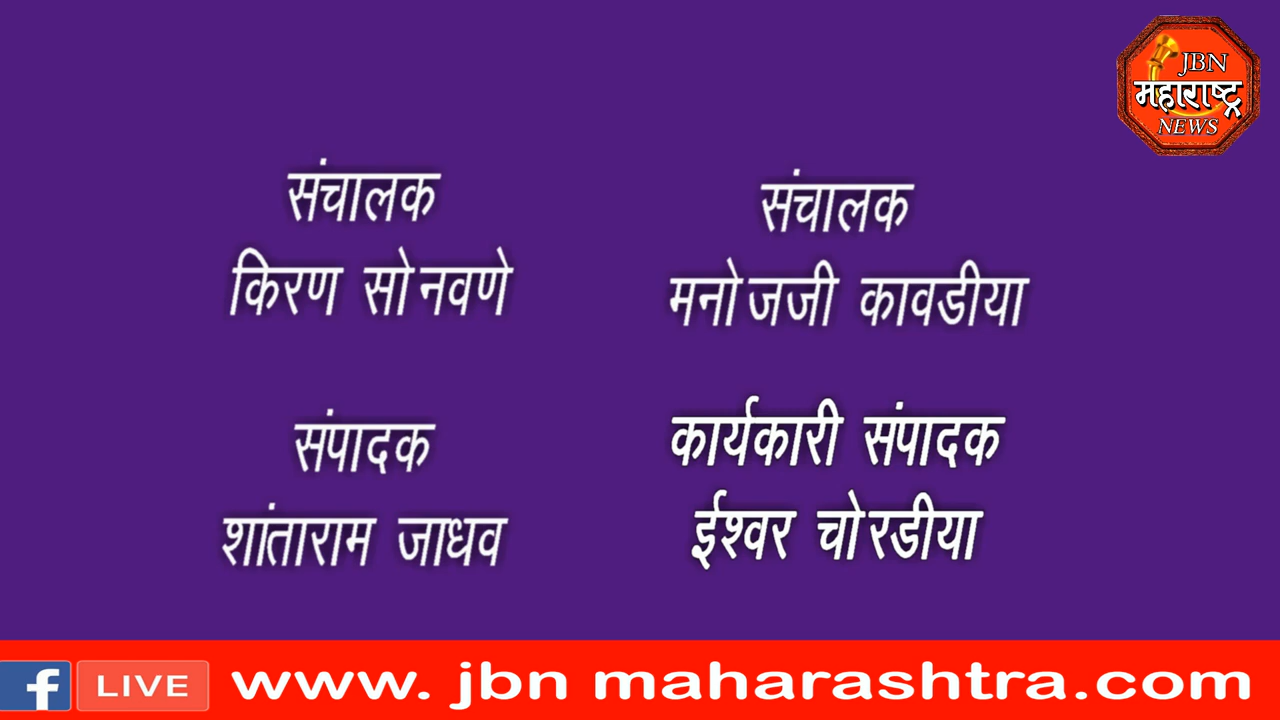 JBN
महाराष्ट्र
NEWS
संचालक
किरण सोनवणे
संचालक
मनोजजी कावडीया
संपादक
शांताराम जाधव
कार्यकारी संपादक
ईश्वर चोरडीया
f LIVE www. jbn maharashtra.com